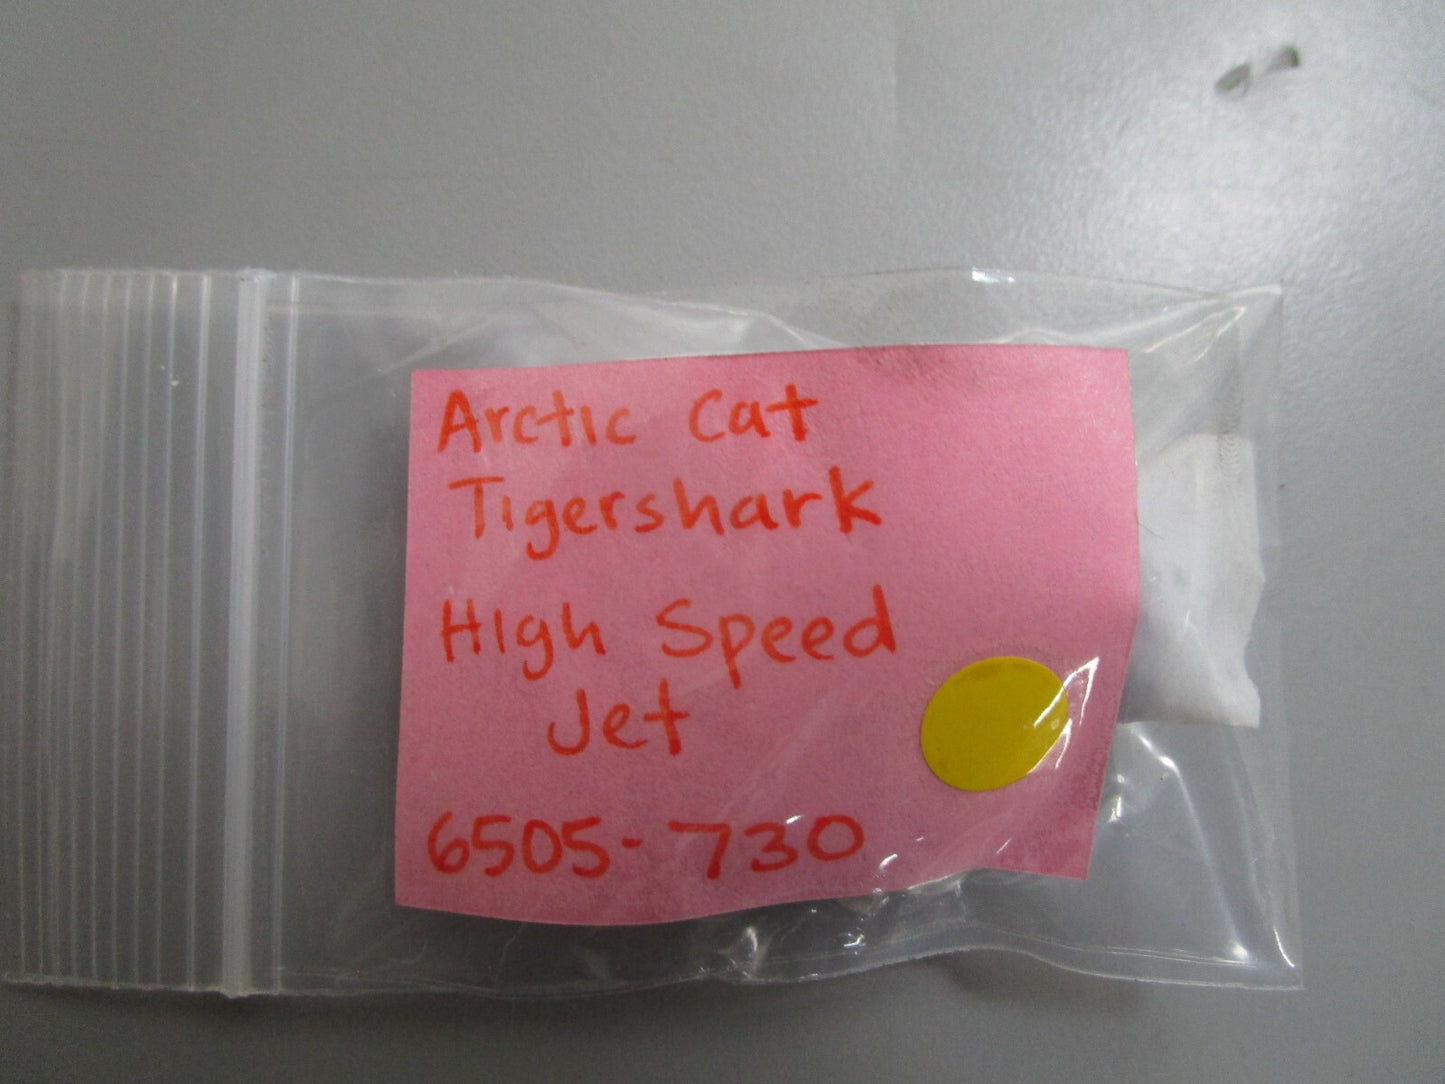 Arctic Cat
Tigershark
High Speed
Jet
6505-730